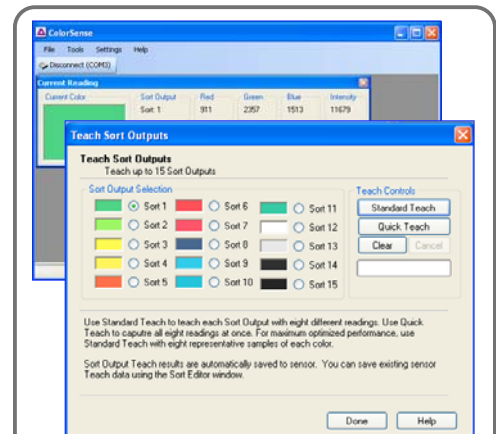 ColorSense
File Tools Settings Help
Disconnect (COM3)
Current Reading
Current Color Sort Output Red Green Blue Intensity
Sort: 1 911 2357 1513 11679
Teach Sort Outputs
Teach Sort Outputs
Teach up to 15 Sort Outputs
Sort Output Selection Teach Controls
Sort 1 Sort 6 Sort 11 Standard Teach
Sort 2 Sort 7 Sort 12 Quick Teach
Sort 3 Sort 8 Sort 13 Clear Cancel
Sort 4 Sort 9 Sort 14
Sort 5 Sort 10 Sort 15
Use Standard Teach to teach each Sort Output with eight different readings. Use Quick
Teach to caputre all eight readings at once. For maximum optimized performance, use
Standard Teach with eight representative samples of each color.
Sort Output Teach results are automatically saved to sensor. You can save existing sensor
Teach data using the Sort Editor window.
Done Help